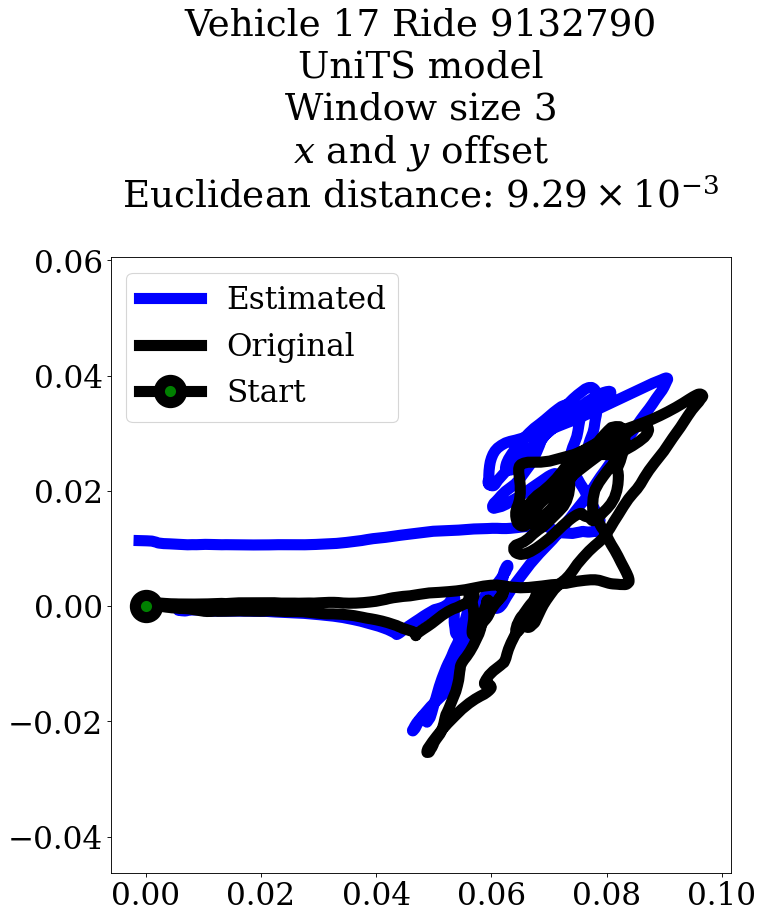 Vehicle 17 Ride 9132790
UniTS model
Window size 3
x and y offset
Euclidean distance: 9.29 × 10⁻³
0.06
0.04
0.02
0.00
−0.02
−0.04
Estimated
Original
Start
0.00 0.02 0.04 0.06 0.08 0.10